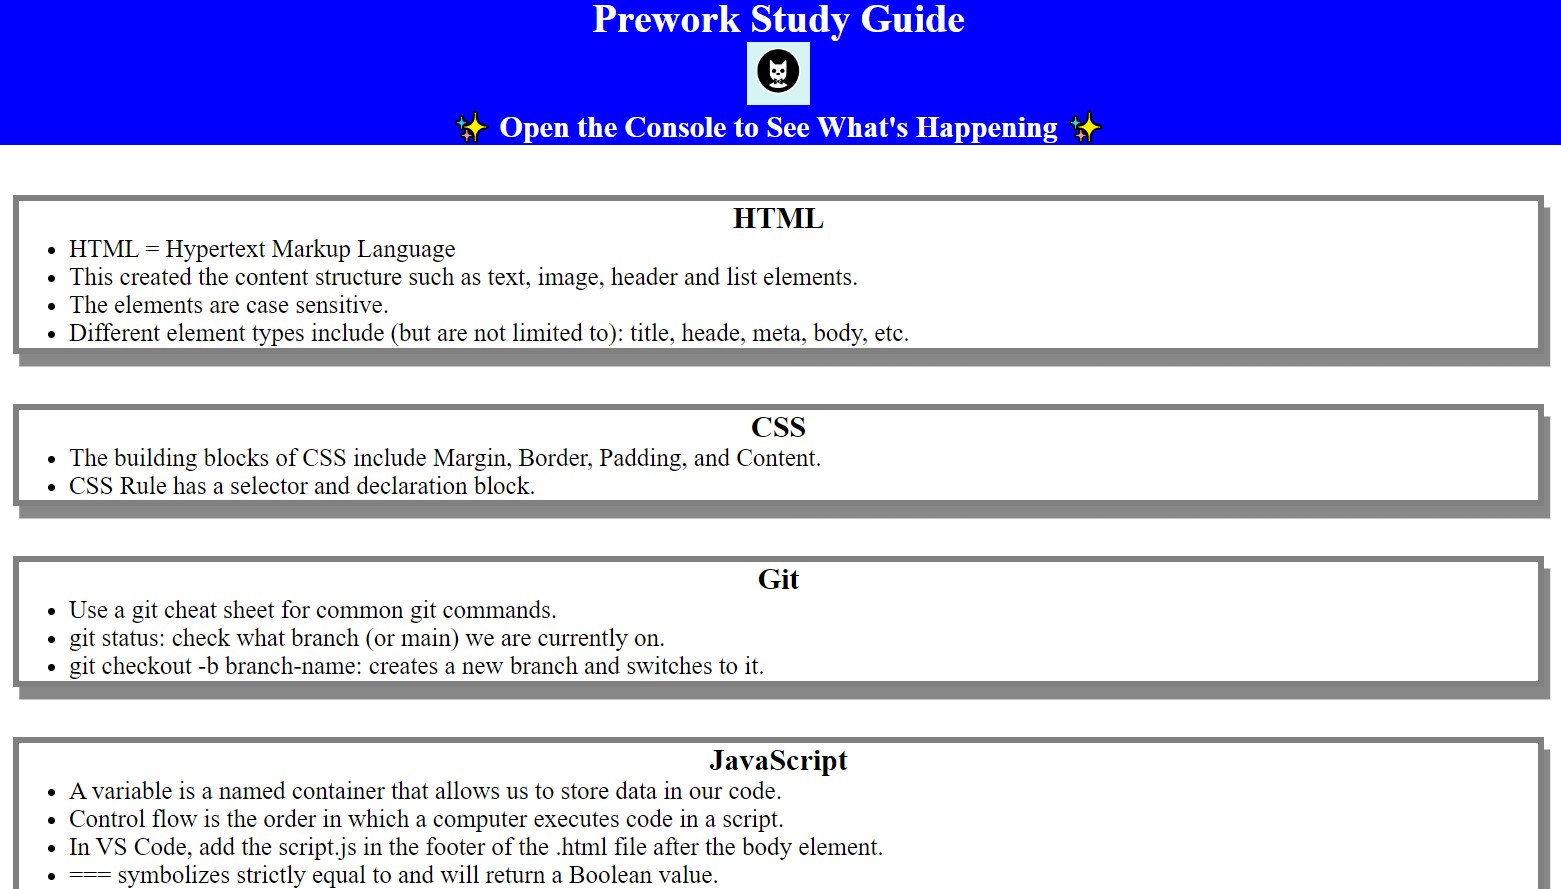 Prework Study Guide
✨ Open the Console to See What's Happening ✨
HTML
• HTML = Hypertext Markup Language
• This created the content structure such as text, image, header and list elements.
• The elements are case sensitive.
• Different element types include (but are not limited to): title, heade, meta, body, etc.
CSS
• The building blocks of CSS include Margin, Border, Padding, and Content.
• CSS Rule has a selector and declaration block.
Git
• Use a git cheat sheet for common git commands.
• git status: check what branch (or main) we are currently on.
• git checkout -b branch-name: creates a new branch and switches to it.
JavaScript
• A variable is a named container that allows us to store data in our code.
• Control flow is the order in which a computer executes code in a script.
• In VS Code, add the script.js in the footer of the .html file after the body element.
• === symbolizes strictly equal to and will return a Boolean value.